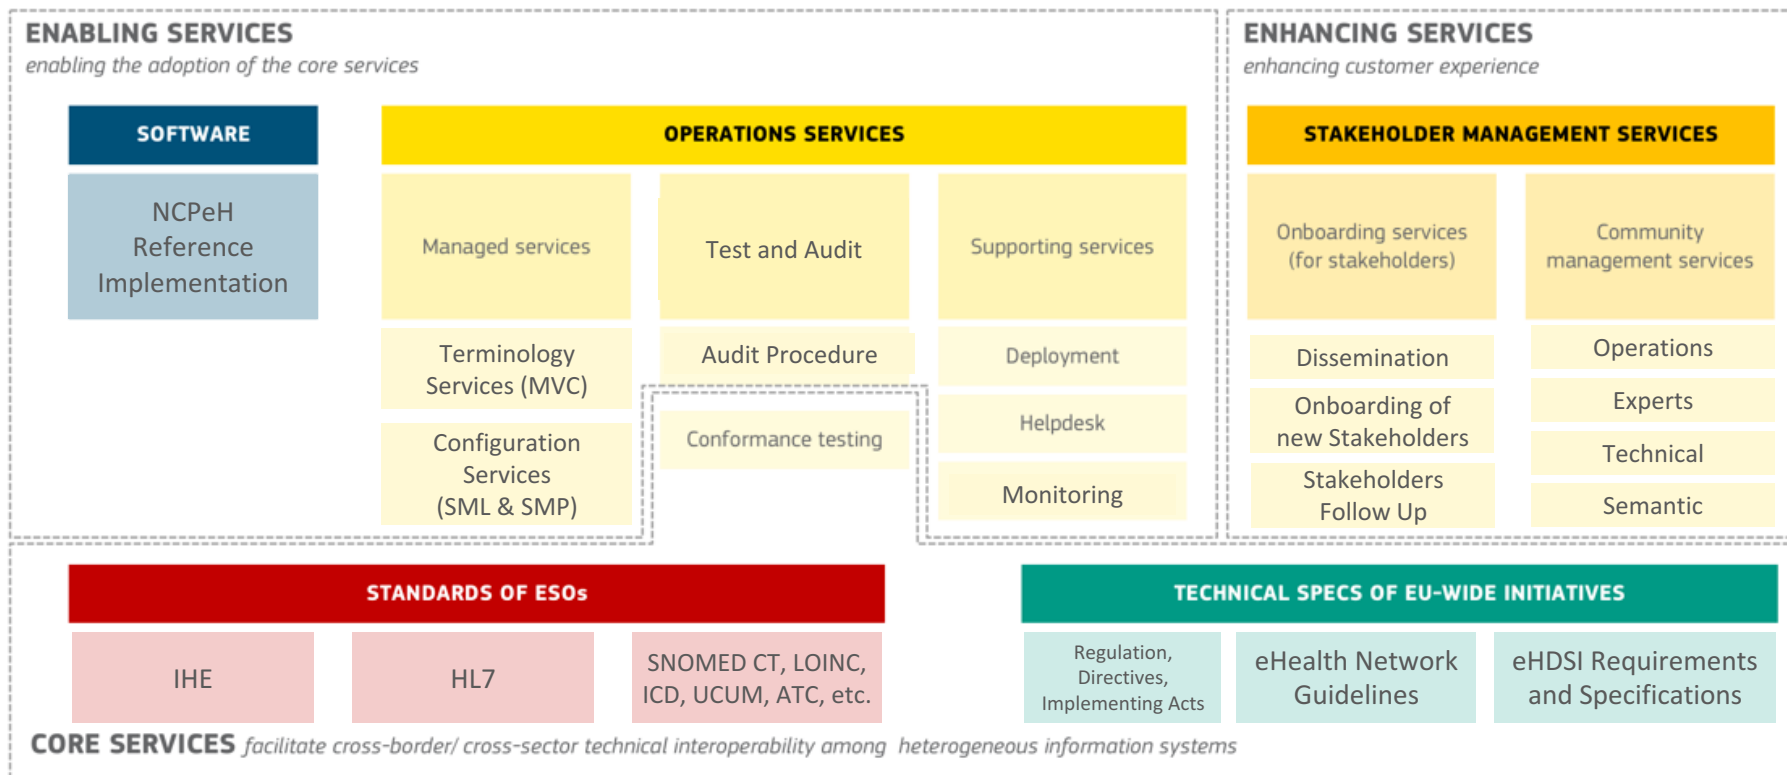 ENABLING SERVICES
enabling the adoption of the core services
SOFTWARE
NCPeH
Reference
Implementation
OPERATIONS SERVICES
Managed services
Terminology
Services (MVC)
Configuration
Services
(SML & SMP)
Test and Audit
Audit Procedure
Conformance testing
Supporting services
Deployment
Helpdesk
Monitoring
ENHANCING SERVICES
enhancing customer experience
STAKEHOLDER MANAGEMENT SERVICES
Onboarding services
(for stakeholders)
Dissemination
Onboarding of
new Stakeholders
Stakeholders
Follow Up
Community
management services
Operations
Experts
Technical
Semantic
STANDARDS OF ESOs
IHE
HL7
SNOMED CT, LOINC,
ICD, UCUM, ATC, etc.
TECHNICAL SPECS OF EU-WIDE INITIATIVES
Regulation,
Directives,
Implementing Acts
eHealth Network
Guidelines
eHDSI Requirements
and Specifications
CORE SERVICES facilitate cross-border/ cross-sector technical interoperability among heterogeneous information systems